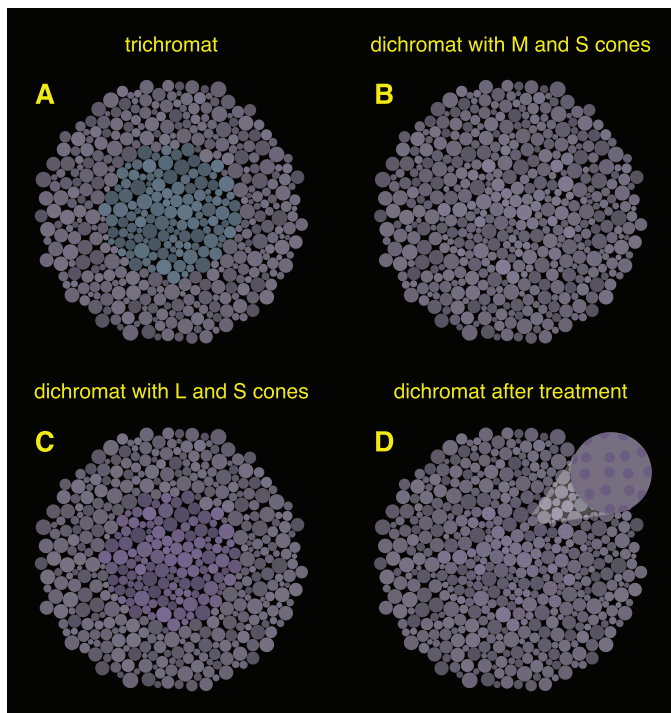 trichromat
dichromat with M and S cones
A
B
dichromat with L and S cones
dichromat after treatment
C
D